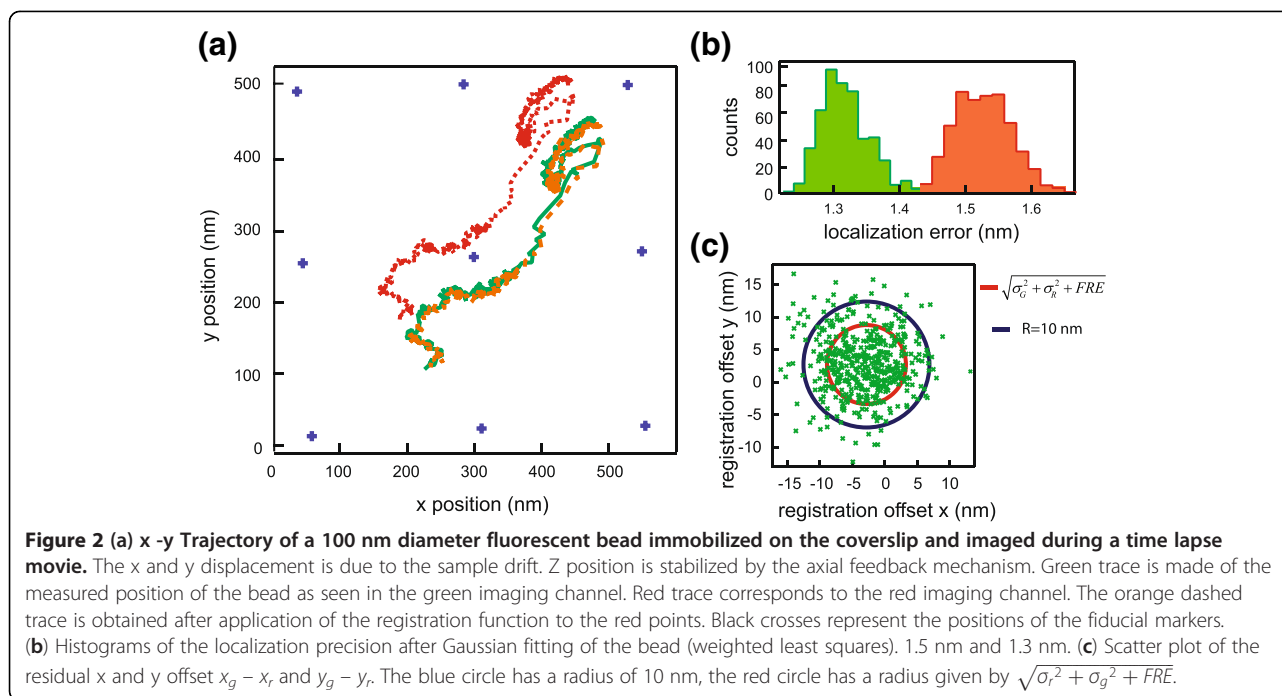 (a)
500
400
300
200
100
0
y position (nm)
0 100 200 300 400 500
x position (nm)
(b)
100
80
60
40
20
0
counts
1.3 1.4 1.5 1.6
localization error (nm)
(c)
15
10
5
0
-5
-10
registration offset y (nm)
-15 -10 -5 0 5 10
registration offset x (nm)
√σ_G² + σ_R² + FRE
R=10 nm
Figure 2 (a) x -y Trajectory of a 100 nm diameter fluorescent bead immobilized on the coverslip and imaged during a time lapse
movie. The x and y displacement is due to the sample drift. Z position is stabilized by the axial feedback mechanism. Green trace is made of the
measured position of the bead as seen in the green imaging channel. Red trace corresponds to the red imaging channel. The orange dashed
trace is obtained after application of the registration function to the red points. Black crosses represent the positions of the fiducial markers.
(b) Histograms of the localization precision after Gaussian fitting of the bead (weighted least squares). 1.5 nm and 1.3 nm. (c) Scatter plot of the
residual x and y offset x_g – x_r and y_g – y_r. The blue circle has a radius of 10 nm, the red circle has a radius given by √σ_r² + σ_g² + FRE.